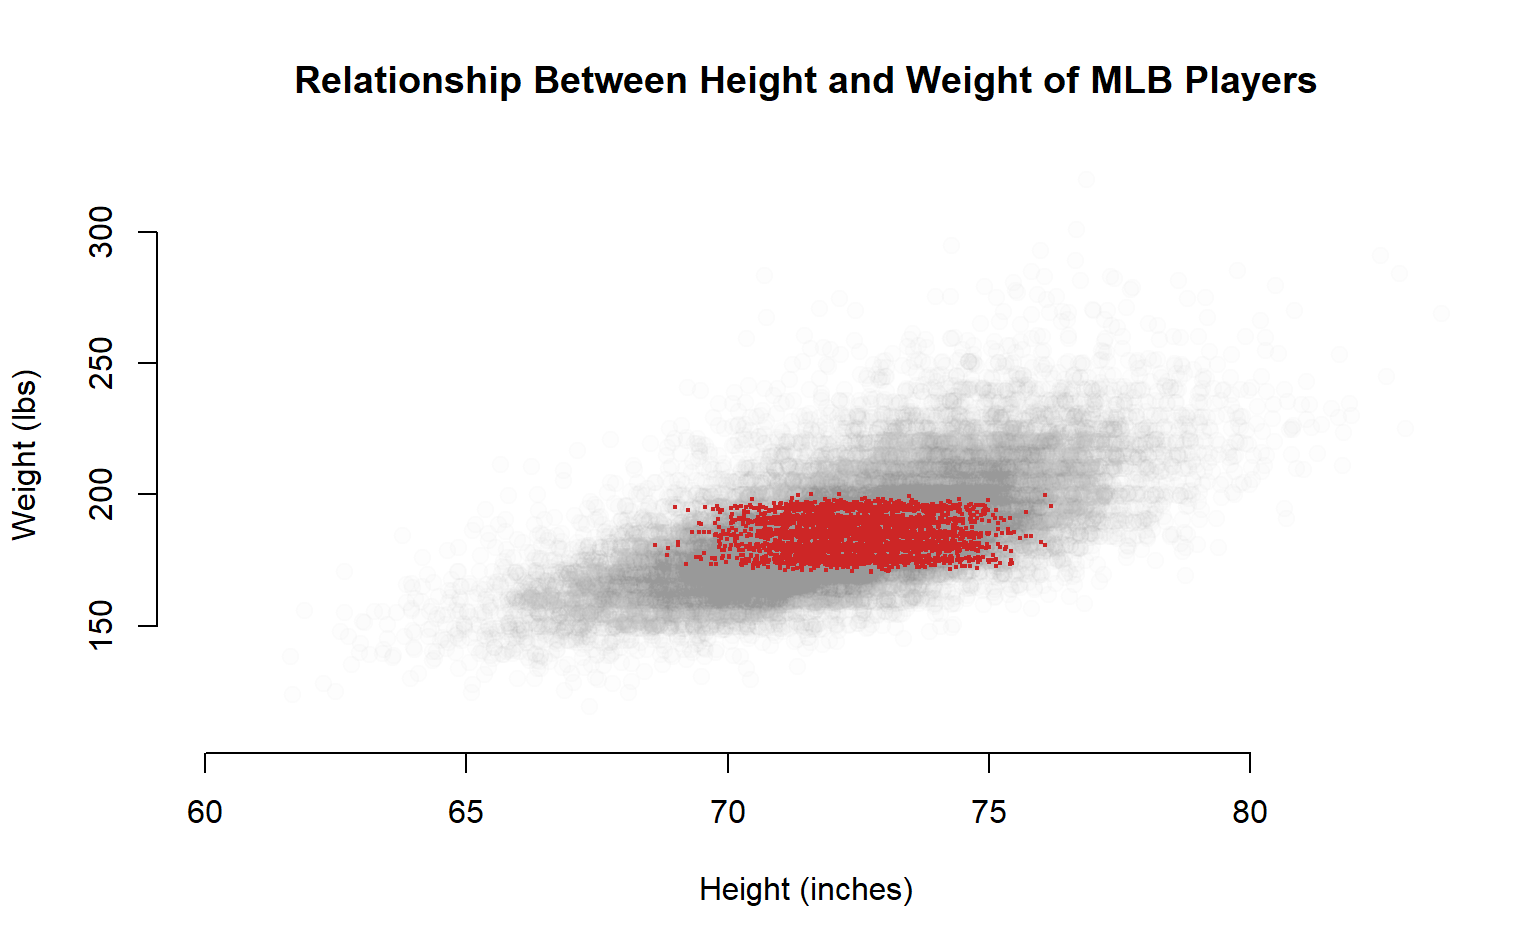 Relationship Between Height and Weight of MLB Players
Weight (lbs)
300
250
200
150
60 65 70 75 80
Height (inches)